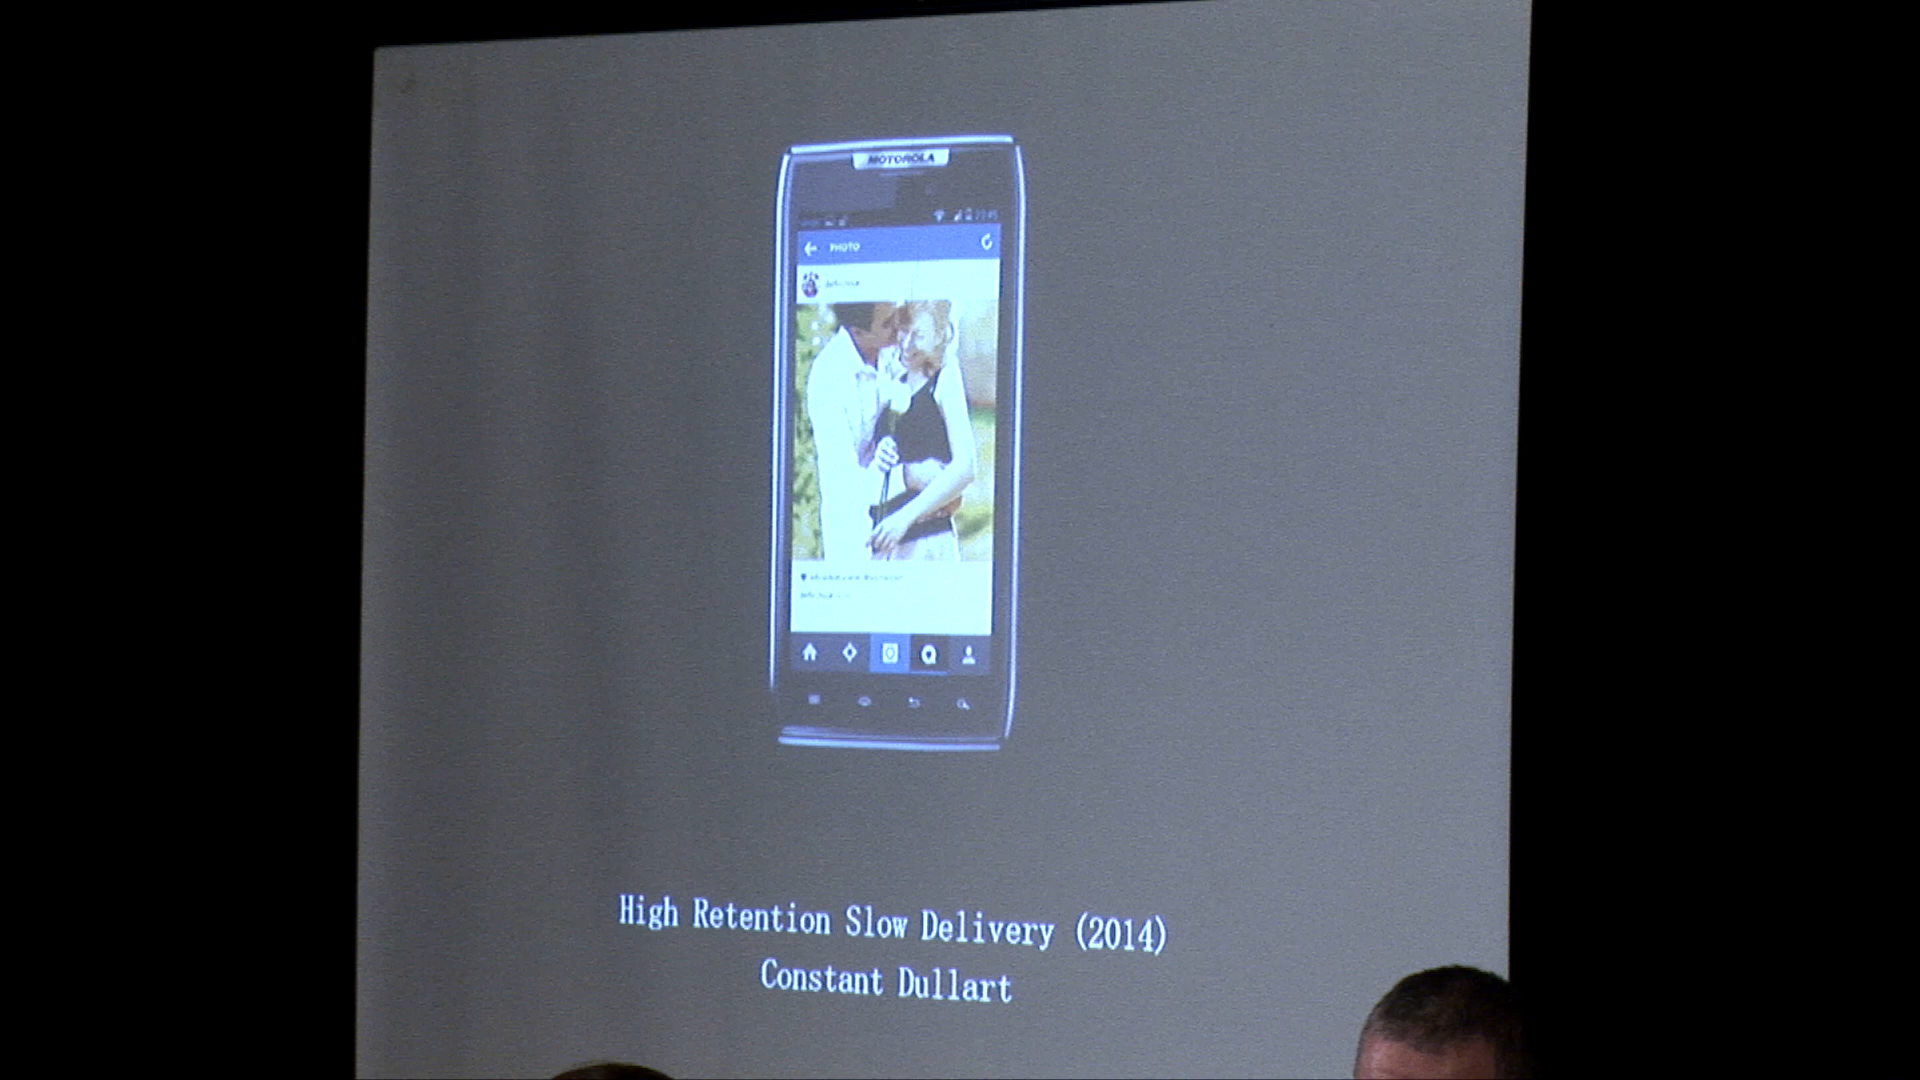 MOTOROLA
PHOTO
High Retention Slow Delivery (2014)
Constant Dullart